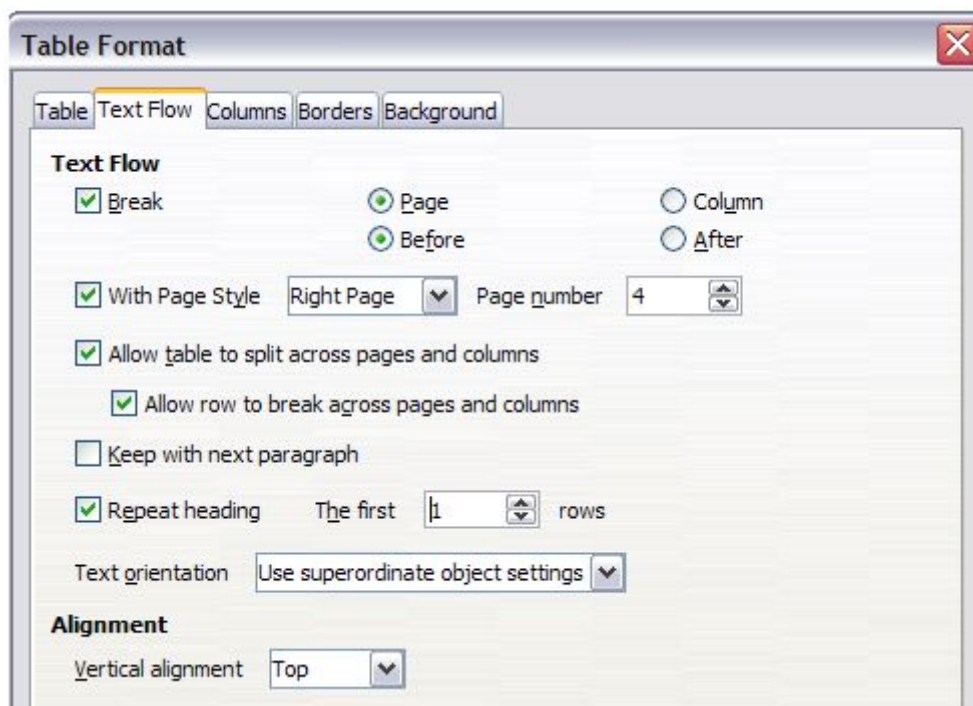 Table Format
Table Text Flow Columns Borders Background
Text Flow
Break Page Column
Before After
With Page Style Right Page Page number 4
Allow table to split across pages and columns
Allow row to break across pages and columns
Keep with next paragraph
Repeat heading The first 1 rows
Text orientation Use superordinate object settings
Alignment
Vertical alignment Top